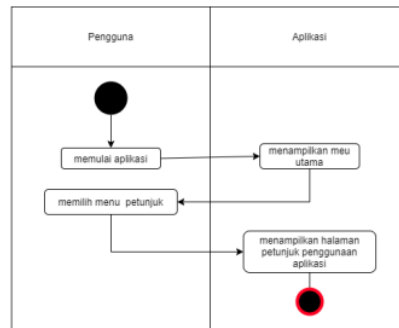 Pengguna
Aplikasi
memulai aplikasi
menampilkan meu
utama
memilih menu petunjuk
menampilkan halaman
petunjuk penggunaan
aplikasi